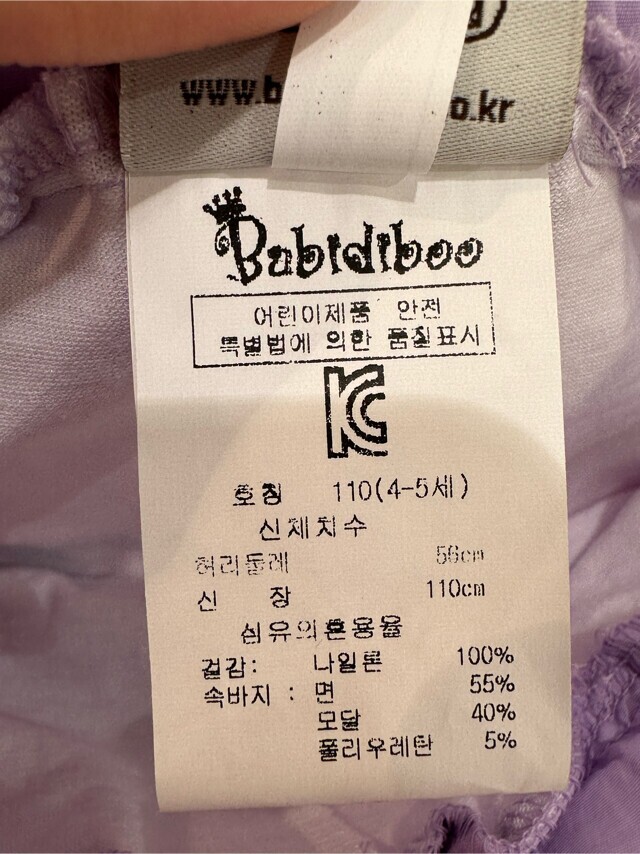 www.b
o.kr
Babidiboo
어린이제품 안전
특별법에 의한 품질표시
KC
호칭 110(4-5세)
신체치수
허리둘레 56cm
신 장 110cm
섬유의혼용율
겉감: 나일론 100%
속바지 : 면 55%
모달 40%
폴리우레탄 5%